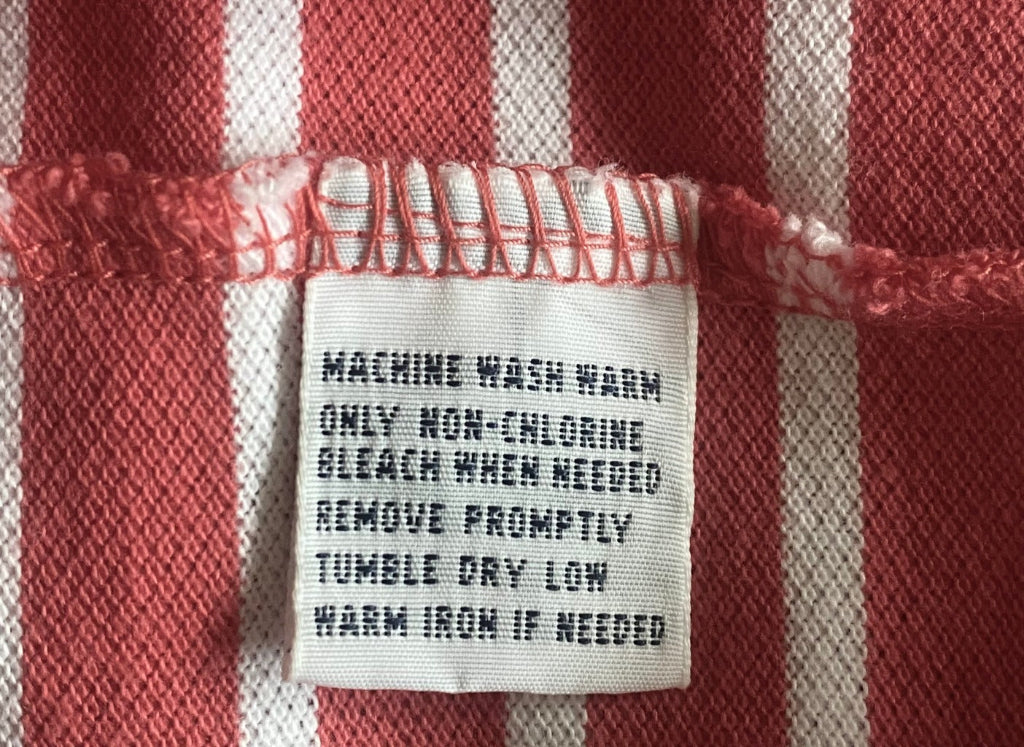 MACHINE WASH WARM
ONLY NON-CHLORINE
BLEACH WHEN NEEDED
REMOVE PROMPTLY
TUMBLE DRY LOW
WARM IRON IF NEEDED